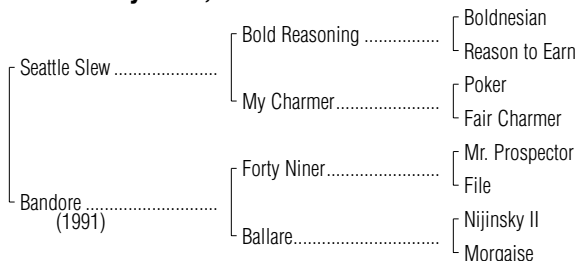 Boldnesian
Bold Reasoning ..................
Reason to Earn
Seattle Slew .........................
Poker
My Charmer.........................
Fair Charmer
Mr. Prospector
Forty Niner...........................
File
Bandore ................................
(1991)
Nijinsky II
Ballare...................................
Morgaise